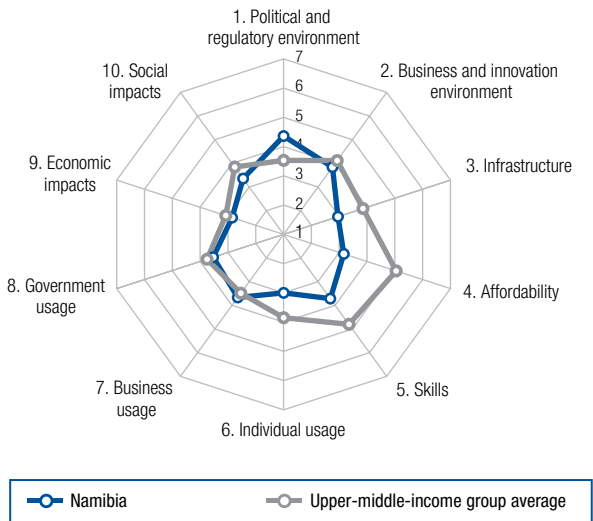 1. Political and
regulatory environment
7
10. Social
impacts
2. Business and innovation
environment
6
5
4
9. Economic
impacts
3. Infrastructure
3
2
1
8. Government
usage
4. Affordability
7. Business
usage
5. Skills
6. Individual usage
Namibia
Upper-middle-income group average